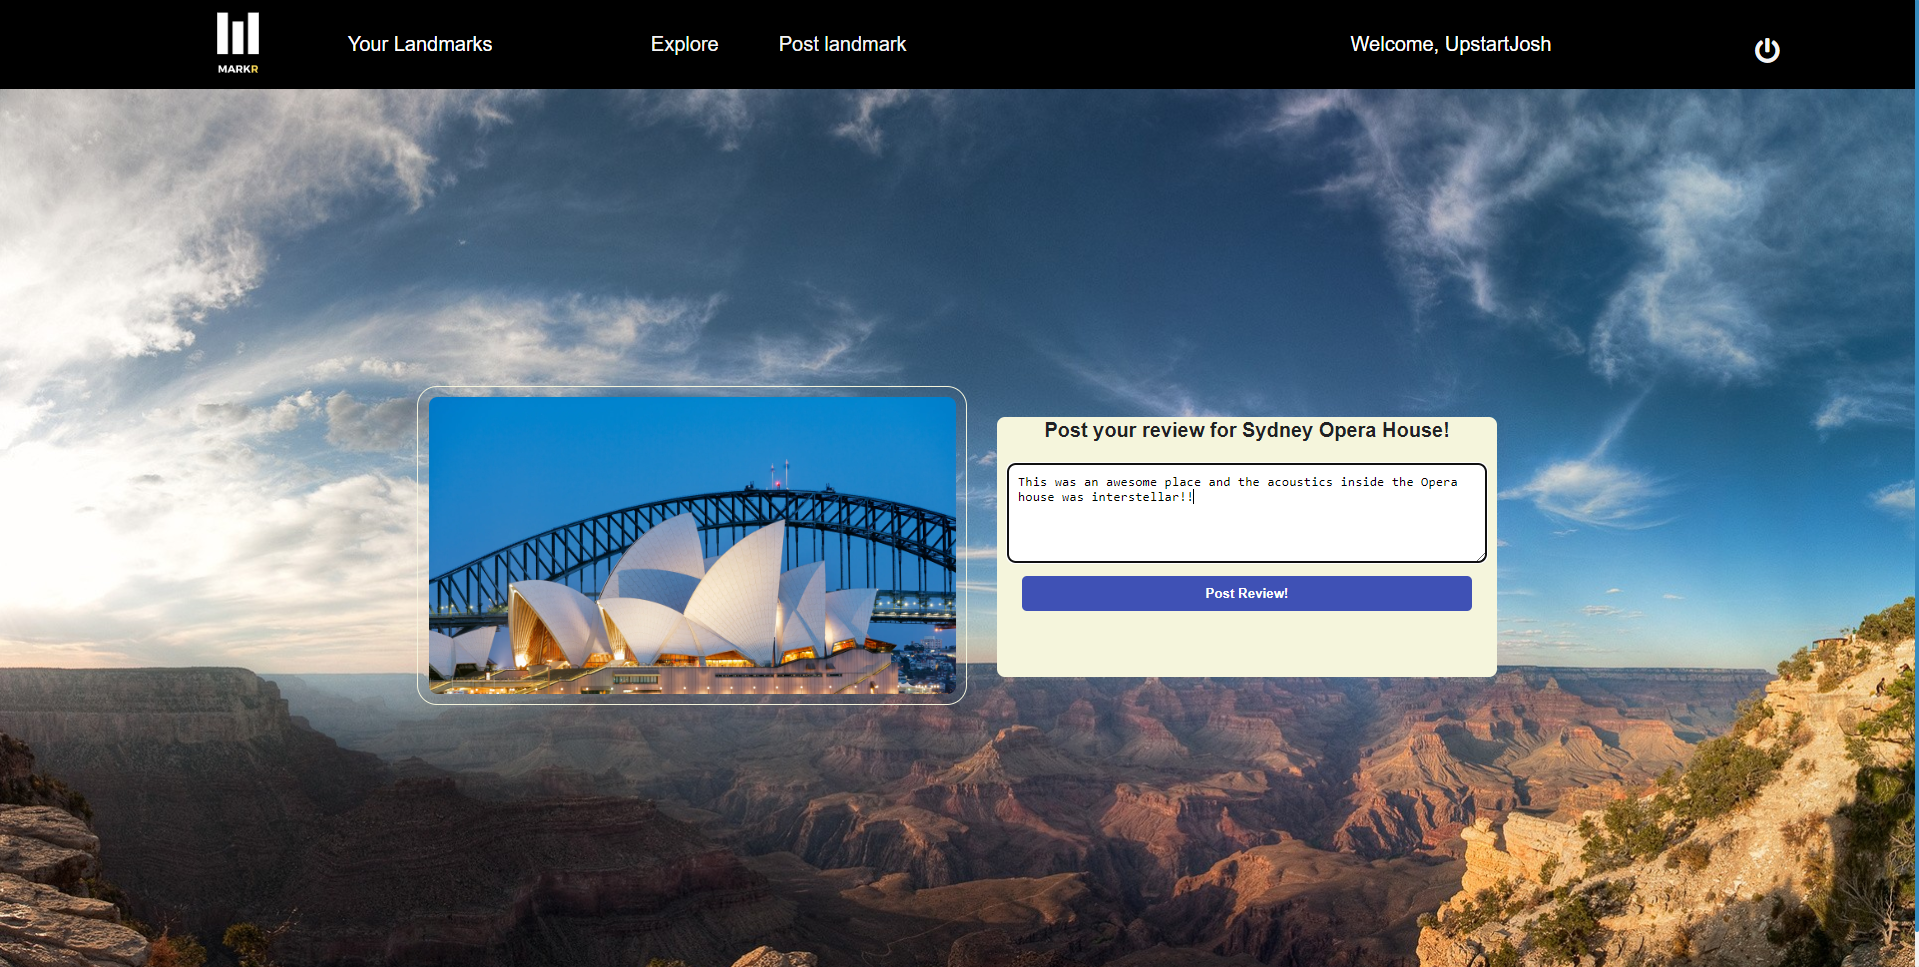 MARKR
Your Landmarks
Explore
Post landmark
Welcome, UpstartJosh
Post your review for Sydney Opera House!
This was an awesome place and the acoustics inside the Opera
house was interstellar!!
Post Review!